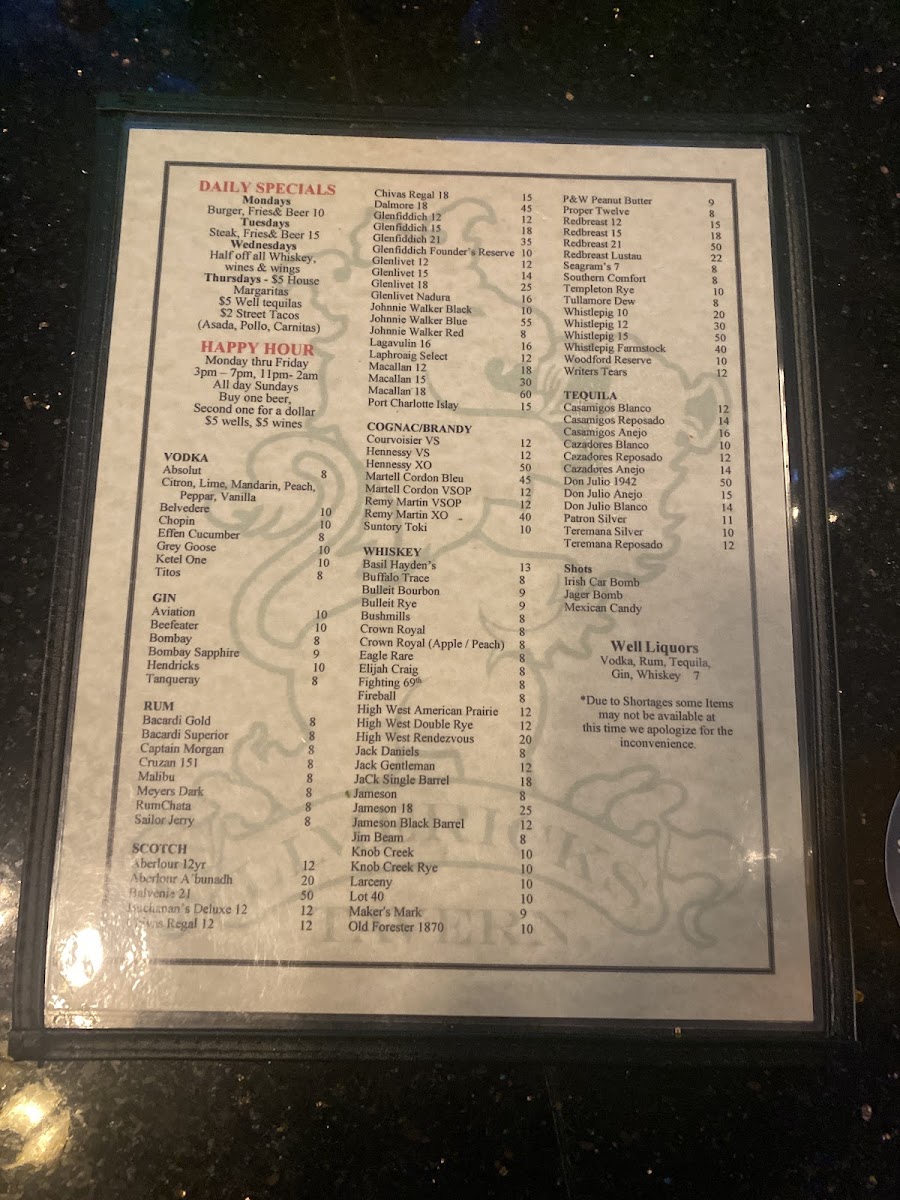 DAILY SPECIALS
Mondays
Burger, Fries& Beer 10
Tuesdays
Steak, Fries& Beer 15
Wednesdays
Half off all Whiskey,
wines & wings
Thursdays - $5 House
Margaritas
$5 Well tequilas
$2 Street Tacos
(Asada, Pollo, Carnitas)
HAPPY HOUR
Monday thru Friday
3pm – 7pm, 11pm- 2am
All day Sundays
Buy one beer,
Second one for a dollar
$5 wells, $5 wines
VODKA
Absolut 8
Citron, Lime, Mandarin, Peach,
Peppar, Vanilla
Belvedere 10
Chopin 10
Effen Cucumber 8
Grey Goose 10
Ketel One 10
Titos 8
GIN
Aviation 10
Beefeater 10
Bombay 8
Bombay Sapphire 9
Hendricks 10
Tanqueray 8
RUM
Bacardi Gold 8
Bacardi Superior 8
Captain Morgan 8
Cruzan 151 8
Malibu 8
Meyers Dark 8
RumChata 8
Sailor Jerry 8
SCOTCH
Aberlour 12yr 12
Aberlour A'bunadh 20
Balvenie 21 50
Buchanan's Deluxe 12 12
Chivas Regal 12 12
Chivas Regal 18 15
Dalmore 18 45
Glenfiddich 12 12
Glenfiddich 15 18
Glenfiddich 21 35
Glenfiddich Founder's Reserve 10
Glenlivet 12 12
Glenlivet 15 14
Glenlivet 18 25
Glenlivet Nadura 16
Johnnie Walker Black 10
Johnnie Walker Blue 55
Johnnie Walker Red 8
Lagavulin 16 16
Laphroaig Select 12
Macallan 12 18
Macallan 15 30
Macallan 18 60
Port Charlotte Islay 15
COGNAC/BRANDY
Courvoisier VS 12
Hennessy VS 12
Hennessy XO 50
Martell Cordon Bleu 45
Martell Cordon VSOP 12
Remy Martin VSOP 12
Remy Martin XO 40
Suntory Toki 10
WHISKEY
Basil Hayden's 13
Buffalo Trace 8
Bulleit Bourbon 9
Bulleit Rye 9
Bushmills 8
Crown Royal 8
Crown Royal (Apple / Peach) 8
Eagle Rare 8
Elijah Craig 8
Fighting 69th 8
Fireball 8
High West American Prairie 12
High West Double Rye 12
High West Rendezvous 20
Jack Daniels 8
Jack Gentleman 12
JaCk Single Barrel 18
Jameson 8
Jameson 18 25
Jameson Black Barrel 12
Jim Beam 8
Knob Creek 10
Knob Creek Rye 10
Larceny 10
Lot 40 10
Maker's Mark 9
Old Forester 1870 10
P&W Peanut Butter 9
Proper Twelve 8
Redbreast 12 15
Redbreast 15 18
Redbreast 21 50
Redbreast Lustau 22
Seagram's 7 8
Southern Comfort 8
Templeton Rye 10
Tullamore Dew 8
Whistlepig 10 20
Whistlepig 12 30
Whistlepig 15 50
Whistlepig Farmstock 40
Woodford Reserve 10
Writers Tears 12
TEQUILA
Casamigos Blanco 12
Casamigos Reposado 14
Casamigos Anejo 16
Cazadores Blanco 10
Cazadores Reposado 12
Cazadores Anejo 14
Don Julio 1942 50
Don Julio Anejo 15
Don Julio Blanco 14
Patron Silver 11
Teremana Silver 10
Teremana Reposado 12
Shots
Irish Car Bomb
Jager Bomb
Mexican Candy
Well Liquors
Vodka, Rum, Tequila,
Gin, Whiskey 7
*Due to Shortages some Items
may not be available at
this time we apologize for the
inconvenience.
LIMERICK'S
TAVERN